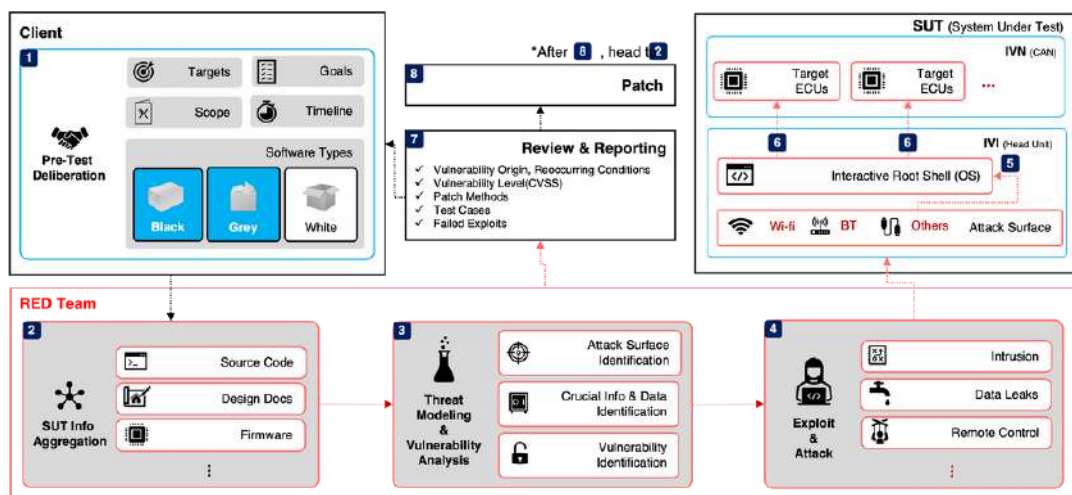 Client
1
Pre-Test
Deliberation
Targets
Goals
Scope
Timeline
Software Types
Black
Grey
White
*After 8 , head t 2
8
Patch
7
Review & Reporting
✓ Vulnerability Origin, Reoccurring Conditions
✓ Vulnerability Level(CVSS)
✓ Patch Methods
✓ Test Cases
✓ Failed Exploits
SUT (System Under Test)
IVN (CAN)
Target
ECUs
Target
ECUs
...
6
6
IVI (Head Unit)
5
Interactive Root Shell (OS)
Wi-fi
BT
Others
Attack Surface
RED Team
2
SUT Info
Aggregation
Source Code
Design Docs
Firmware
⋮
3
Threat
Modeling
&
Vulnerability
Analysis
Attack Surface
Identification
Crucial Info & Data
Identification
Vulnerability
Identification
4
Exploit
&
Attack
Intrusion
Data Leaks
Remote Control
⋮